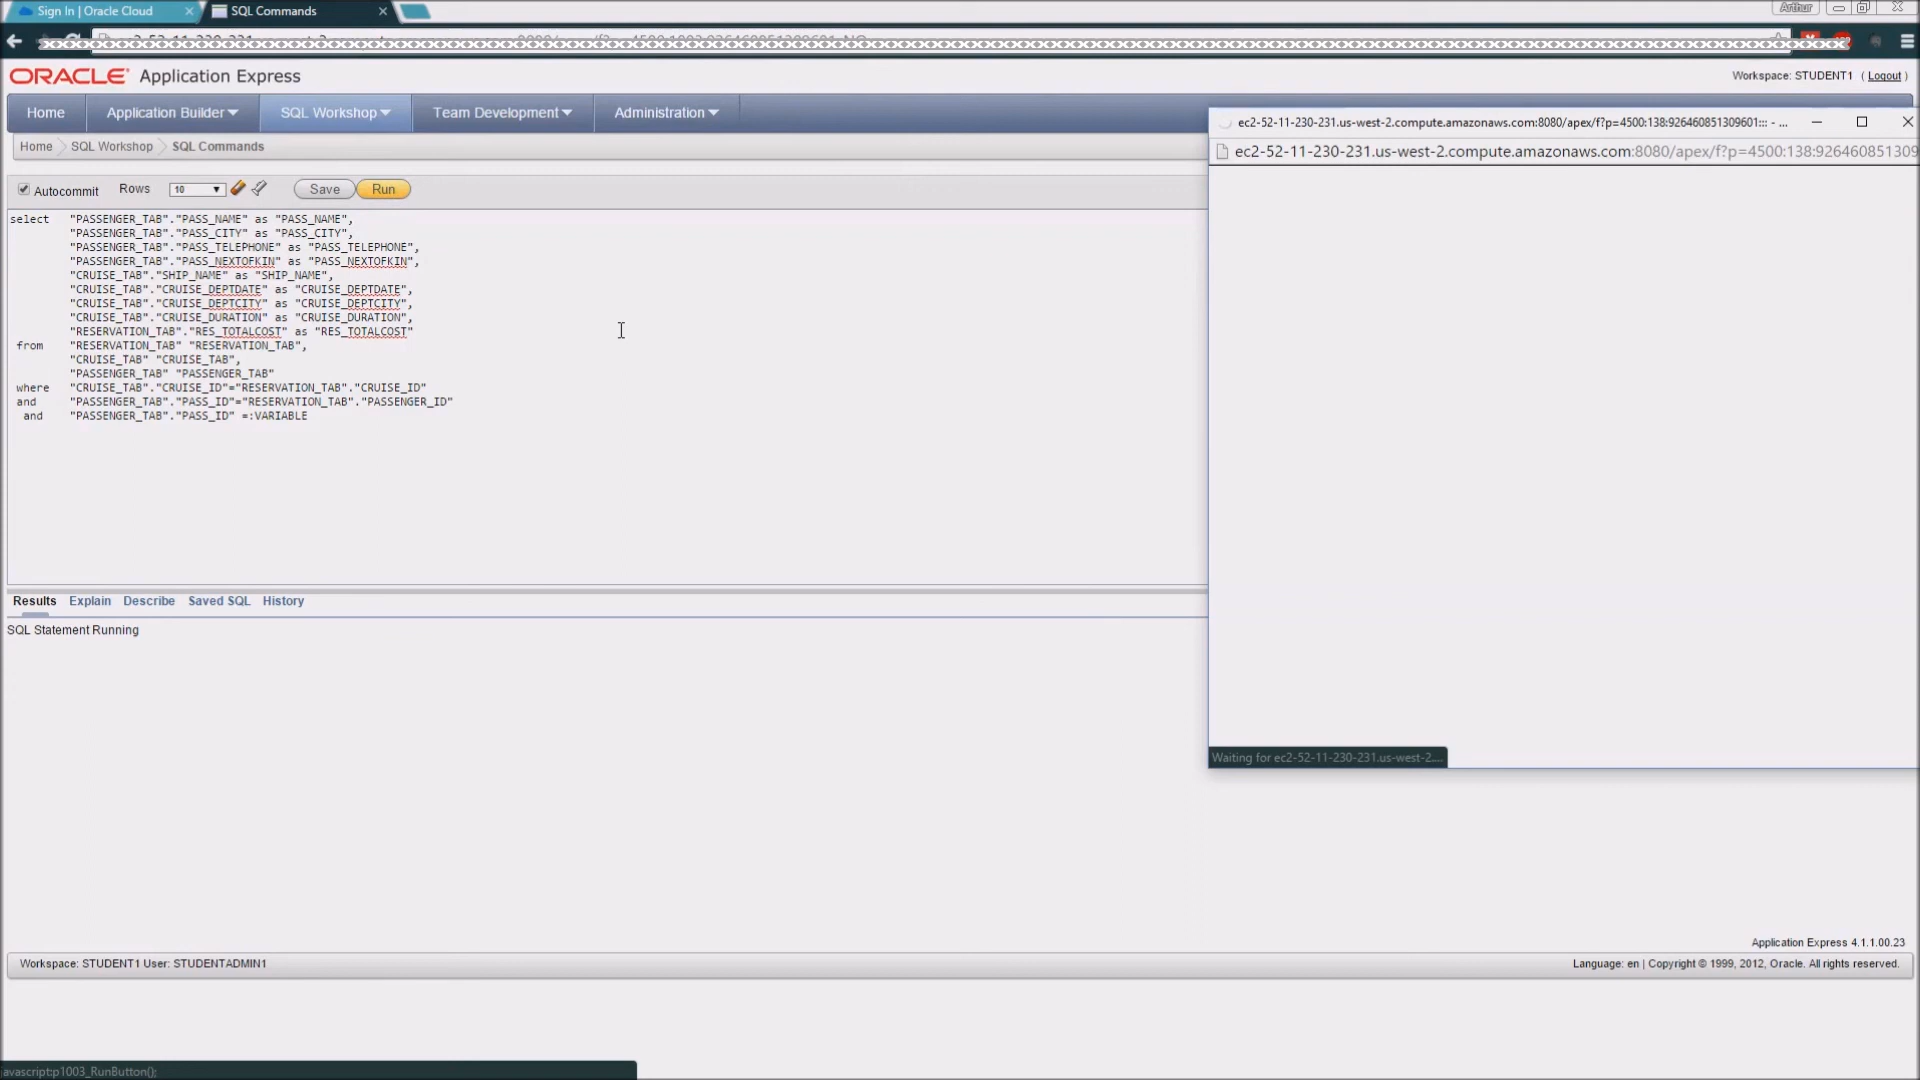 Sign In | Oracle Cloud
SQL Commands
Arthur
ORACLE Application Express
Workspace: STUDENT1 ( Logout )
Home Application Builder SQL Workshop Team Development Administration
Home SQL Workshop SQL Commands
Autocommit Rows 10 Save Run
select "PASSENGER_TAB"."PASS_NAME" as "PASS_NAME",
"PASSENGER_TAB"."PASS_CITY" as "PASS_CITY",
"PASSENGER_TAB"."PASS_TELEPHONE" as "PASS_TELEPHONE",
"PASSENGER_TAB"."PASS_NEXTOFKIN" as "PASS_NEXTOFKIN",
"CRUISE_TAB"."SHIP_NAME" as "SHIP_NAME",
"CRUISE_TAB"."CRUISE_DEPTDATE" as "CRUISE_DEPTDATE",
"CRUISE_TAB"."CRUISE_DEPTCITY" as "CRUISE_DEPTCITY",
"CRUISE_TAB"."CRUISE_DURATION" as "CRUISE_DURATION",
"RESERVATION_TAB"."RES_TOTALCOST" as "RES_TOTALCOST"
from "RESERVATION_TAB" "RESERVATION_TAB",
"CRUISE_TAB" "CRUISE_TAB",
"PASSENGER_TAB" "PASSENGER_TAB"
where "CRUISE_TAB"."CRUISE_ID"="RESERVATION_TAB"."CRUISE_ID"
and "PASSENGER_TAB"."PASS_ID"="RESERVATION_TAB"."PASSENGER_ID"
and "PASSENGER_TAB"."PASS_ID" =:VARIABLE
Results Explain Describe Saved SQL History
SQL Statement Running
ec2-52-11-230-231.us-west-2.compute.amazonaws.com:8080/apex/f?p=4500:138:926460851309601::: - ...
ec2-52-11-230-231.us-west-2.compute.amazonaws.com:8080/apex/f?p=4500:138:926460851309
Waiting for ec2-52-11-230-231.us-west-2....
Application Express 4.1.1.00.23
Workspace: STUDENT1 User: STUDENTADMIN1
Language: en | Copyright © 1999, 2012, Oracle. All rights reserved.
avascript:p1003_RunButton();